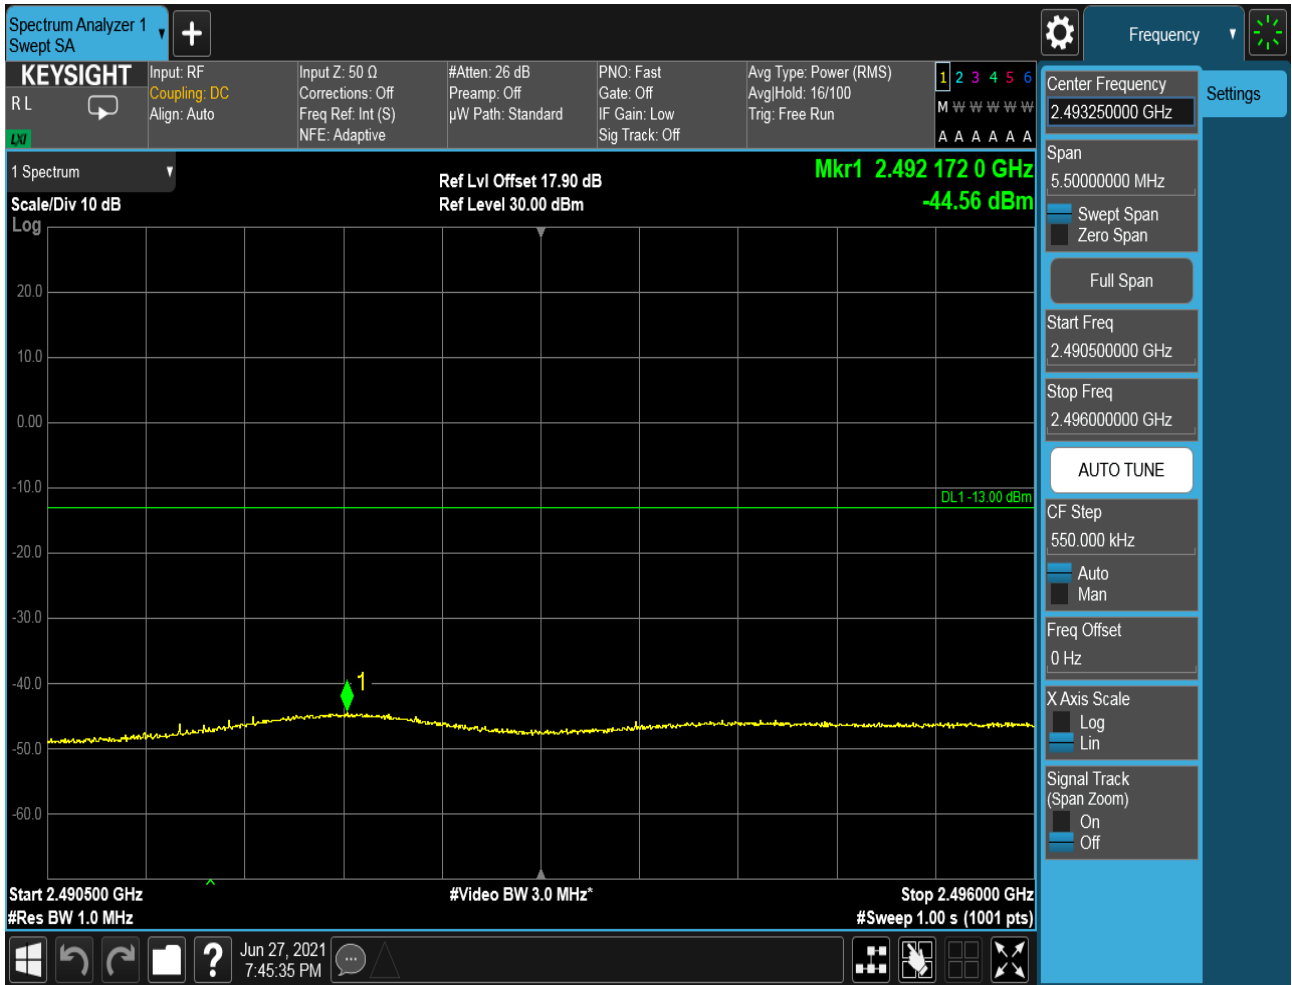 Spectrum Analyzer 1
Swept SA
Frequency
KEYSIGHT
R L
LXI
Input: RF
Coupling: DC
Align: Auto
Input Z: 50 Ω
Corrections: Off
Freq Ref: Int (S)
NFE: Adaptive
#Atten: 26 dB
Preamp: Off
µW Path: Standard
PNO: Fast
Gate: Off
IF Gain: Low
Sig Track: Off
Avg Type: Power (RMS)
Avg|Hold: 16/100
Trig: Free Run
1 2 3 4 5 6
M W W W W W
A A A A A A
1 Spectrum
Scale/Div 10 dB
Log
Ref Lvl Offset 17.90 dB
Ref Level 30.00 dBm
Mkr1 2.492 172 0 GHz
-44.56 dBm
20.0
10.0
0.00
-10.0
DL1 -13.00 dBm
-20.0
-30.0
-40.0
1
-50.0
-60.0
Start 2.490500 GHz
#Res BW 1.0 MHz
#Video BW 3.0 MHz*
Stop 2.496000 GHz
#Sweep 1.00 s (1001 pts)
Jun 27, 2021
7:45:35 PM
Center Frequency
2.493250000 GHz
Settings
Span
5.50000000 MHz
Swept Span
Zero Span
Full Span
Start Freq
2.490500000 GHz
Stop Freq
2.496000000 GHz
AUTO TUNE
CF Step
550.000 kHz
Auto
Man
Freq Offset
0 Hz
X Axis Scale
Log
Lin
Signal Track
(Span Zoom)
On
Off